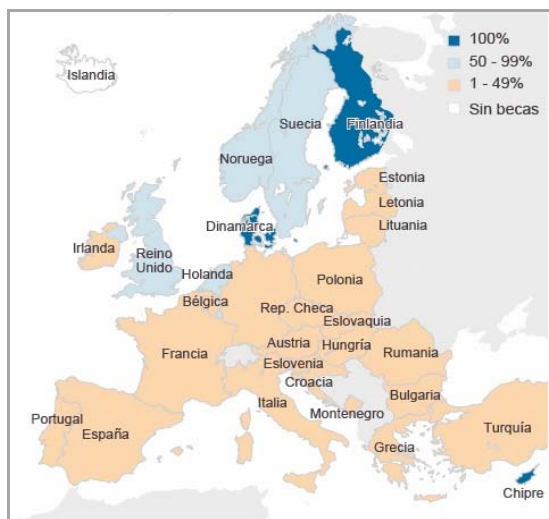 100%
50 - 99%
1 - 49%
Sin becas
Islandia
Finlandia
Suecia
Noruega
Estonia
Letonia
Lituania
Dinamarca
Irlanda
Reino
Unido
Holanda
Bélgica
Polonia
Rep. Checa
Eslovaquia
Austria
Hungría
Francia
Eslovenia
Rumania
Croacia
Italia
Montenegro
Bulgaria
Portugal
España
Grecia
Turquía
Chipre